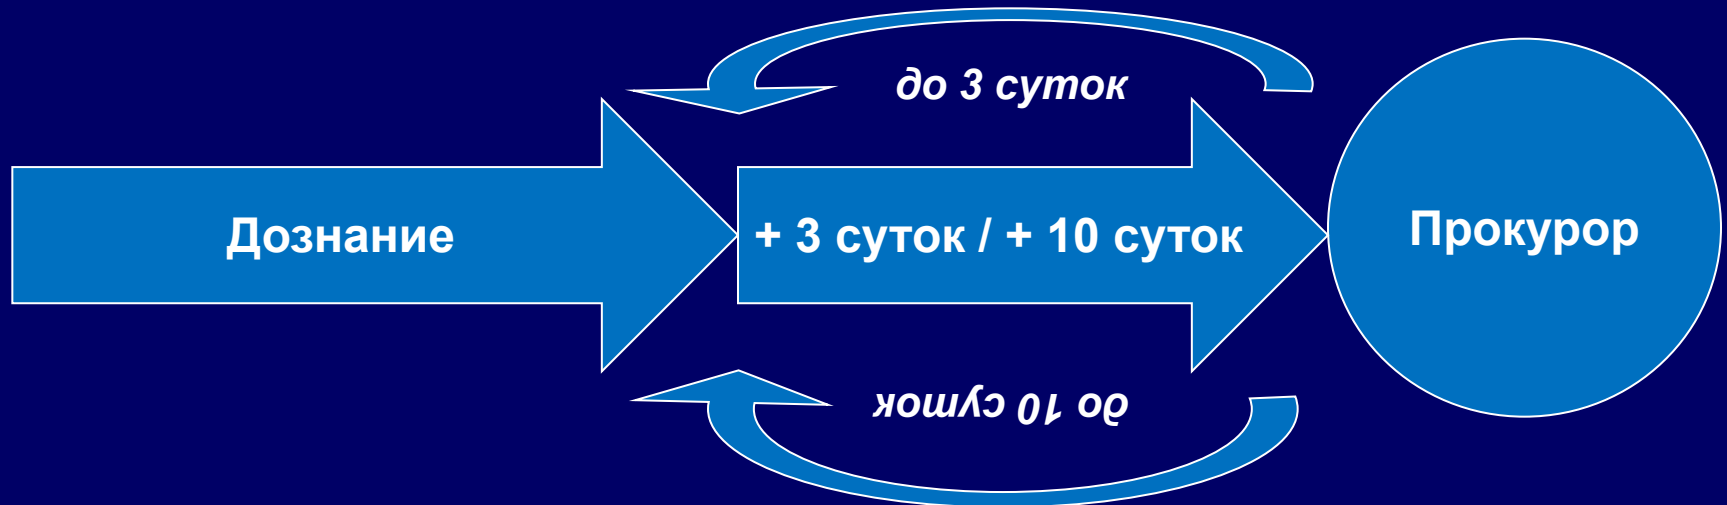 до 3 суток
Дознание
+ 3 суток / + 10 суток
Прокурор
до 10 суток